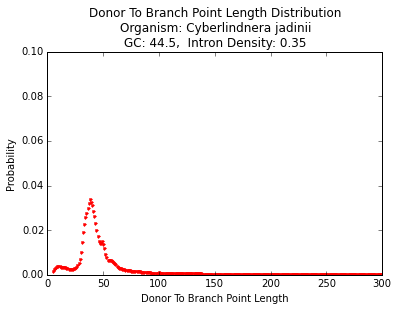 Donor To Branch Point Length Distribution
Organism: Cyberlindnera jadinii
GC: 44.5,  Intron Density: 0.35
0.10
0.08
0.06
0.04
0.02
0.00
Probability
0 50 100 150 200 250 300
Donor To Branch Point Length